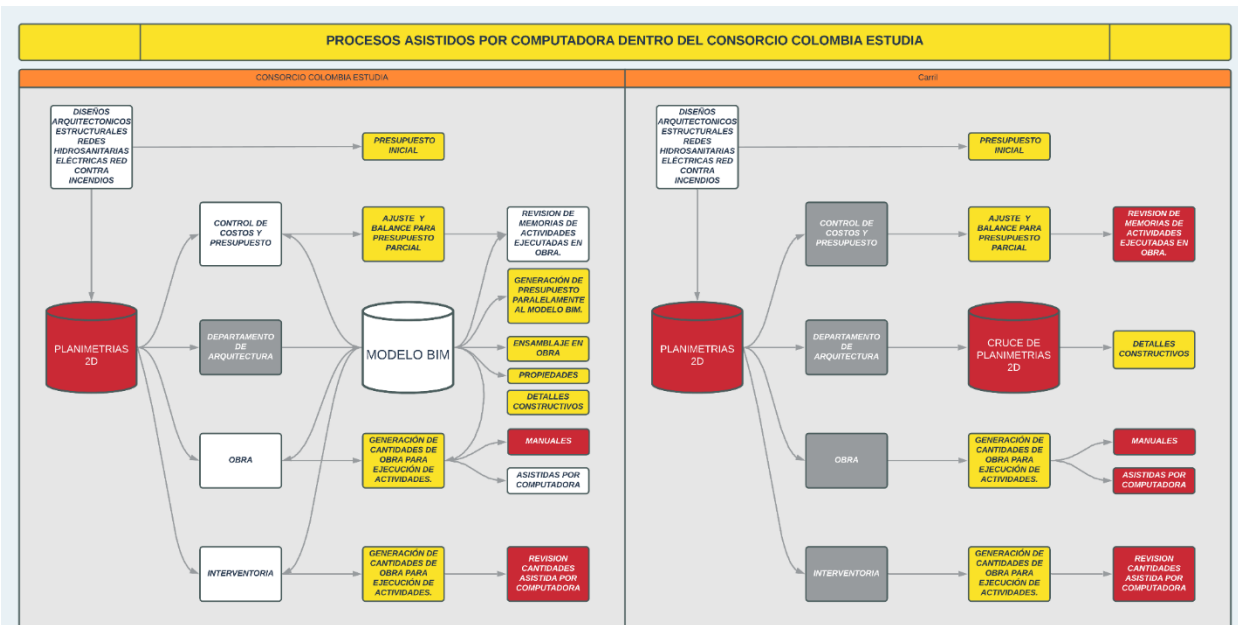 PROCESOS ASISTIDOS POR COMPUTADORA DENTRO DEL CONSORCIO COLOMBIA ESTUDIA
CONSORCIO COLOMBIA ESTUDIA
DISEÑOS
ARQUITECTONICOS
ESTRUCTURALES
REDES
HIDROSANITARIAS
ELÉCTRICAS RED
CONTRA
INCENDIOS
PRESUPUESTO
INICIAL
CONTROL DE
COSTOS Y
PRESUPUESTO
AJUSTE Y
BALANCE PARA
PRESUPUESTO
PARCIAL
REVISION DE
MEMORIAS DE
ACTIVIDADES
EJECUTADAS EN
OBRA.
GENERACIÓN DE
PRESUPUESTO
PARALELAMENTE
AL MODELO BIM.
PLANIMETRIAS
2D
DEPARTAMENTO
DE
ARQUITECTURA
MODELO BIM
ENSAMBLAJE EN
OBRA
PROPIEDADES
DETALLES
CONSTRUCTIVOS
OBRA
GENERACIÓN DE
CANTIDADES DE
OBRA PARA
EJECUCIÓN DE
ACTIVIDADES.
MANUALES
ASISTIDAS POR
COMPUTADORA
INTERVENTORIA
GENERACIÓN DE
CANTIDADES DE
OBRA PARA
EJECUCIÓN DE
ACTIVIDADES.
REVISION
CANTIDADES
ASISTIDA POR
COMPUTADORA
Carril
DISEÑOS
ARQUITECTONICOS
ESTRUCTURALES
REDES
HIDROSANITARIAS
ELÉCTRICAS RED
CONTRA
INCENDIOS
PRESUPUESTO
INICIAL
CONTROL DE
COSTOS Y
PRESUPUESTO
AJUSTE Y
BALANCE PARA
PRESUPUESTO
PARCIAL
REVISION DE
MEMORIAS DE
ACTIVIDADES
EJECUTADAS EN
OBRA.
PLANIMETRIAS
2D
DEPARTAMENTO
DE
ARQUITECTURA
CRUCE DE
PLANIMETRIAS
2D
DETALLES
CONSTRUCTIVOS
OBRA
GENERACIÓN DE
CANTIDADES DE
OBRA PARA
EJECUCIÓN DE
ACTIVIDADES.
MANUALES
ASISTIDAS POR
COMPUTADORA
INTERVENTORIA
GENERACIÓN DE
CANTIDADES DE
OBRA PARA
EJECUCIÓN DE
ACTIVIDADES.
REVISION
CANTIDADES
ASISTIDA POR
COMPUTADORA